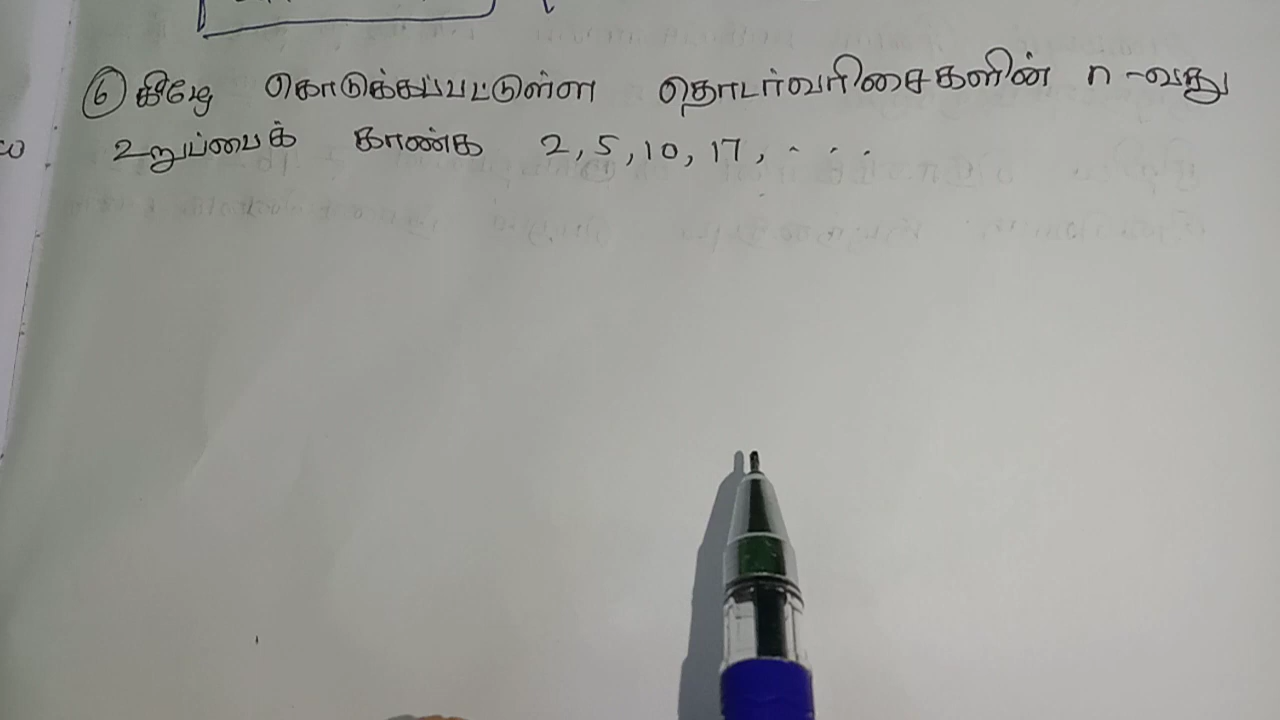 ⑥ கீழே கொடுக்கப்பட்டுள்ள தொடர்வரிசைகளின் n-வது
உறுப்பைக் காண்க 2, 5, 10, 17, . . .